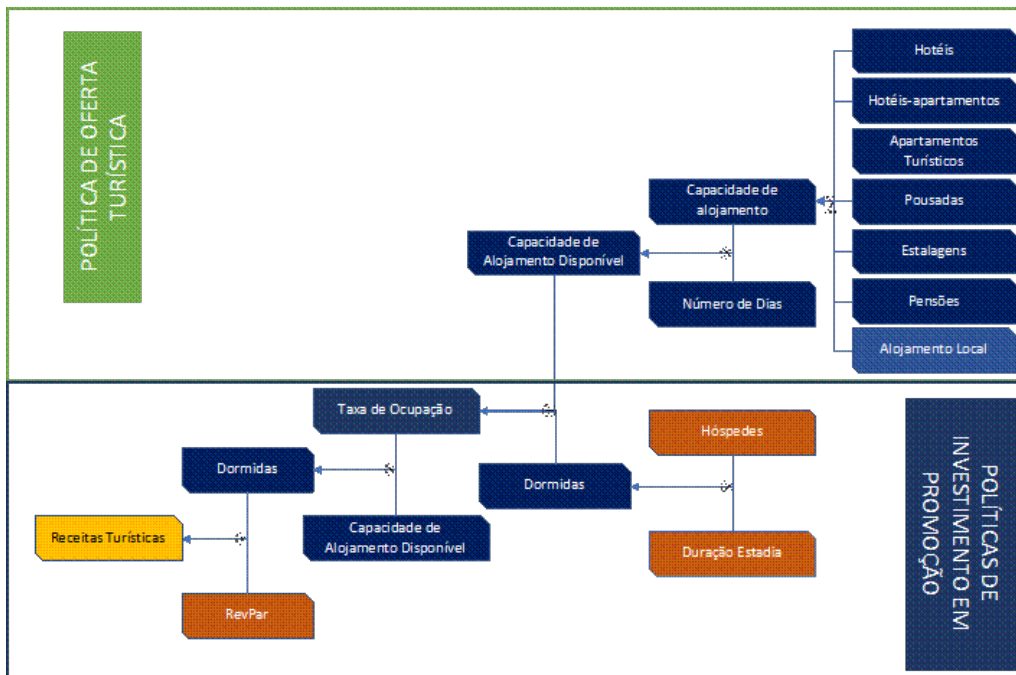 POLÍTICA DE OFERTA
TURÍSTICA
Hotéis
Hotéis-apartamentos
Apartamentos
Turísticos
Capacidade de
alojamento
Pousadas
Capacidade de
Alojamento Disponível
Estalagens
Número de Dias
Pensões
Alojamento Local
Taxa de Ocupação
Hóspedes
Dormidas
Dormidas
Receitas Turísticas
Capacidade de
Alojamento Disponível
Duração Estadia
RevPar
POLÍTICAS DE
INVESTIMENTO EM
PROMOÇÃO